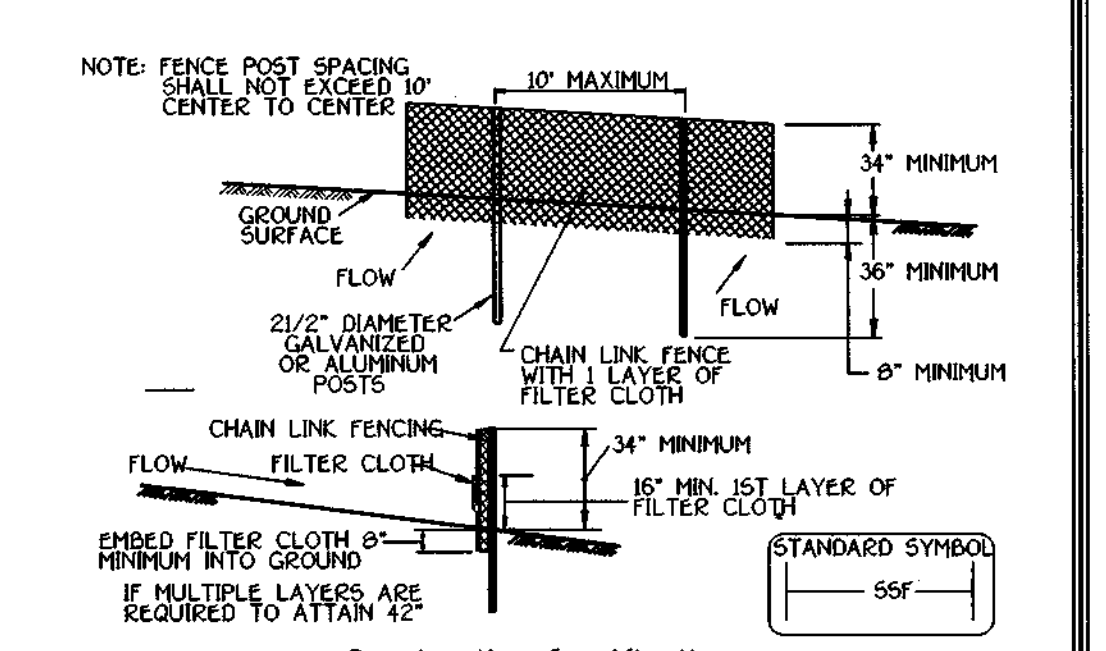 NOTE: FENCE POST SPACING
SHALL NOT EXCEED 10'
CENTER TO CENTER
10' MAXIMUM
34" MINIMUM
GROUND
SURFACE
FLOW
36" MINIMUM
FLOW
21/2" DIAMETER
GALVANIZED
OR ALUMINUM
POSTS
CHAIN LINK FENCE
WITH 1 LAYER OF
FILTER CLOTH
8" MINIMUM
CHAIN LINK FENCING
34" MINIMUM
FLOW
FILTER CLOTH
16" MIN. 1ST LAYER OF
FILTER CLOTH
EMBED FILTER CLOTH 8"
MINIMUM INTO GROUND
IF MULTIPLE LAYERS ARE
REQUIRED TO ATTAIN 42"
STANDARD SYMBOL
SSF